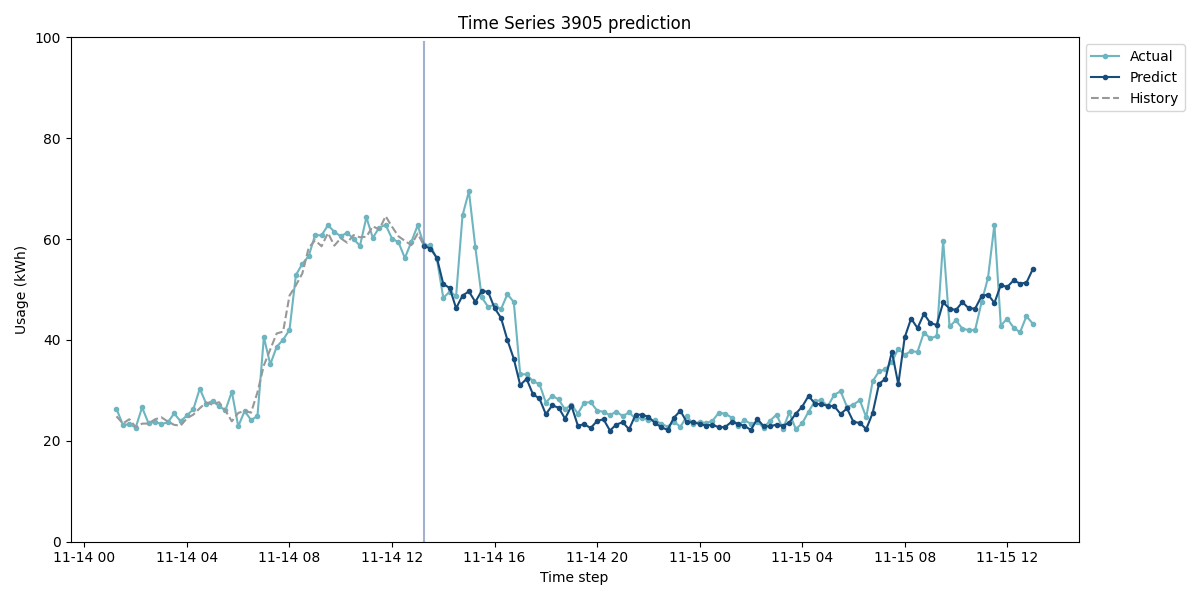 Time Series 3905 prediction
100
80
60
40
20
0
Usage (kWh)
11-14 00
11-14 04
11-14 08
11-14 12
11-14 16
11-14 20
11-15 00
11-15 04
11-15 08
11-15 12
Time step
Actual
Predict
History